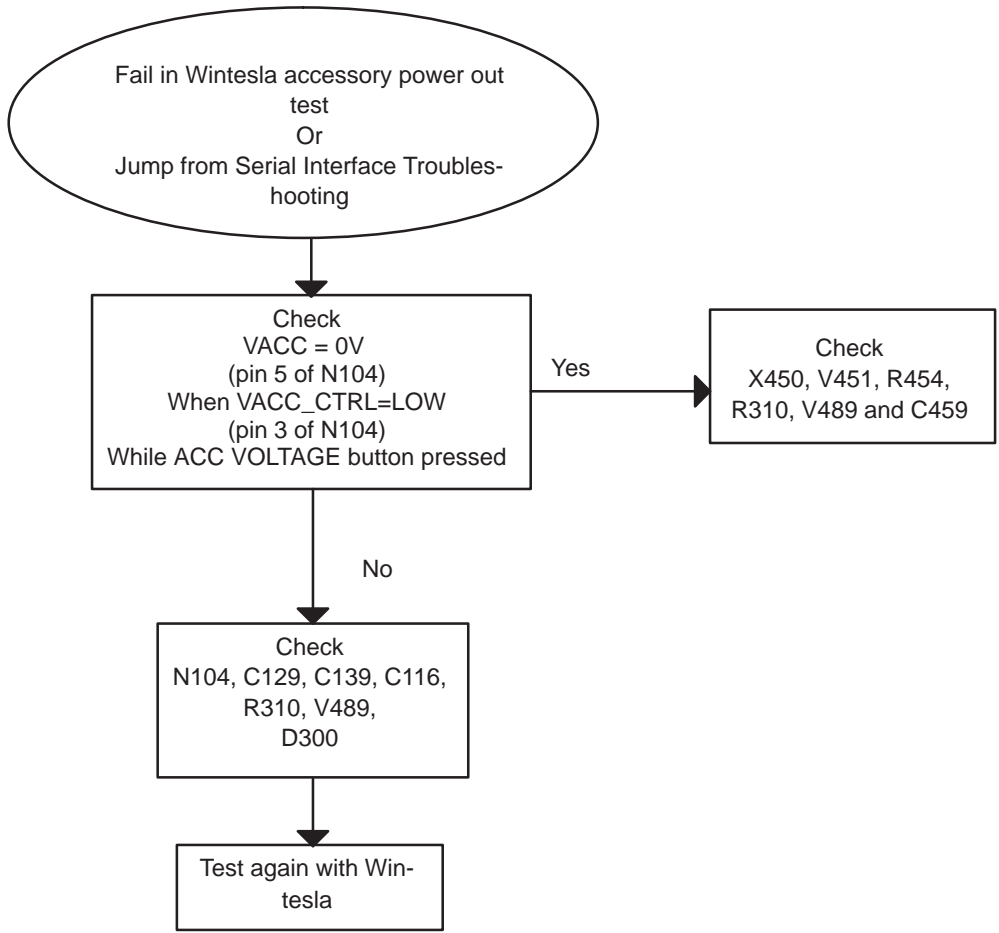 Fail in Wintesla accessory power out
test
Or
Jump from Serial Interface Troubles-
hooting
Check
VACC = 0V
(pin 5 of N104)
When VACC_CTRL=LOW
(pin 3 of N104)
While ACC VOLTAGE button pressed
Yes
Check
X450, V451, R454,
R310, V489 and C459
No
Check
N104, C129, C139, C116,
R310, V489,
D300
Test again with Win-
tesla